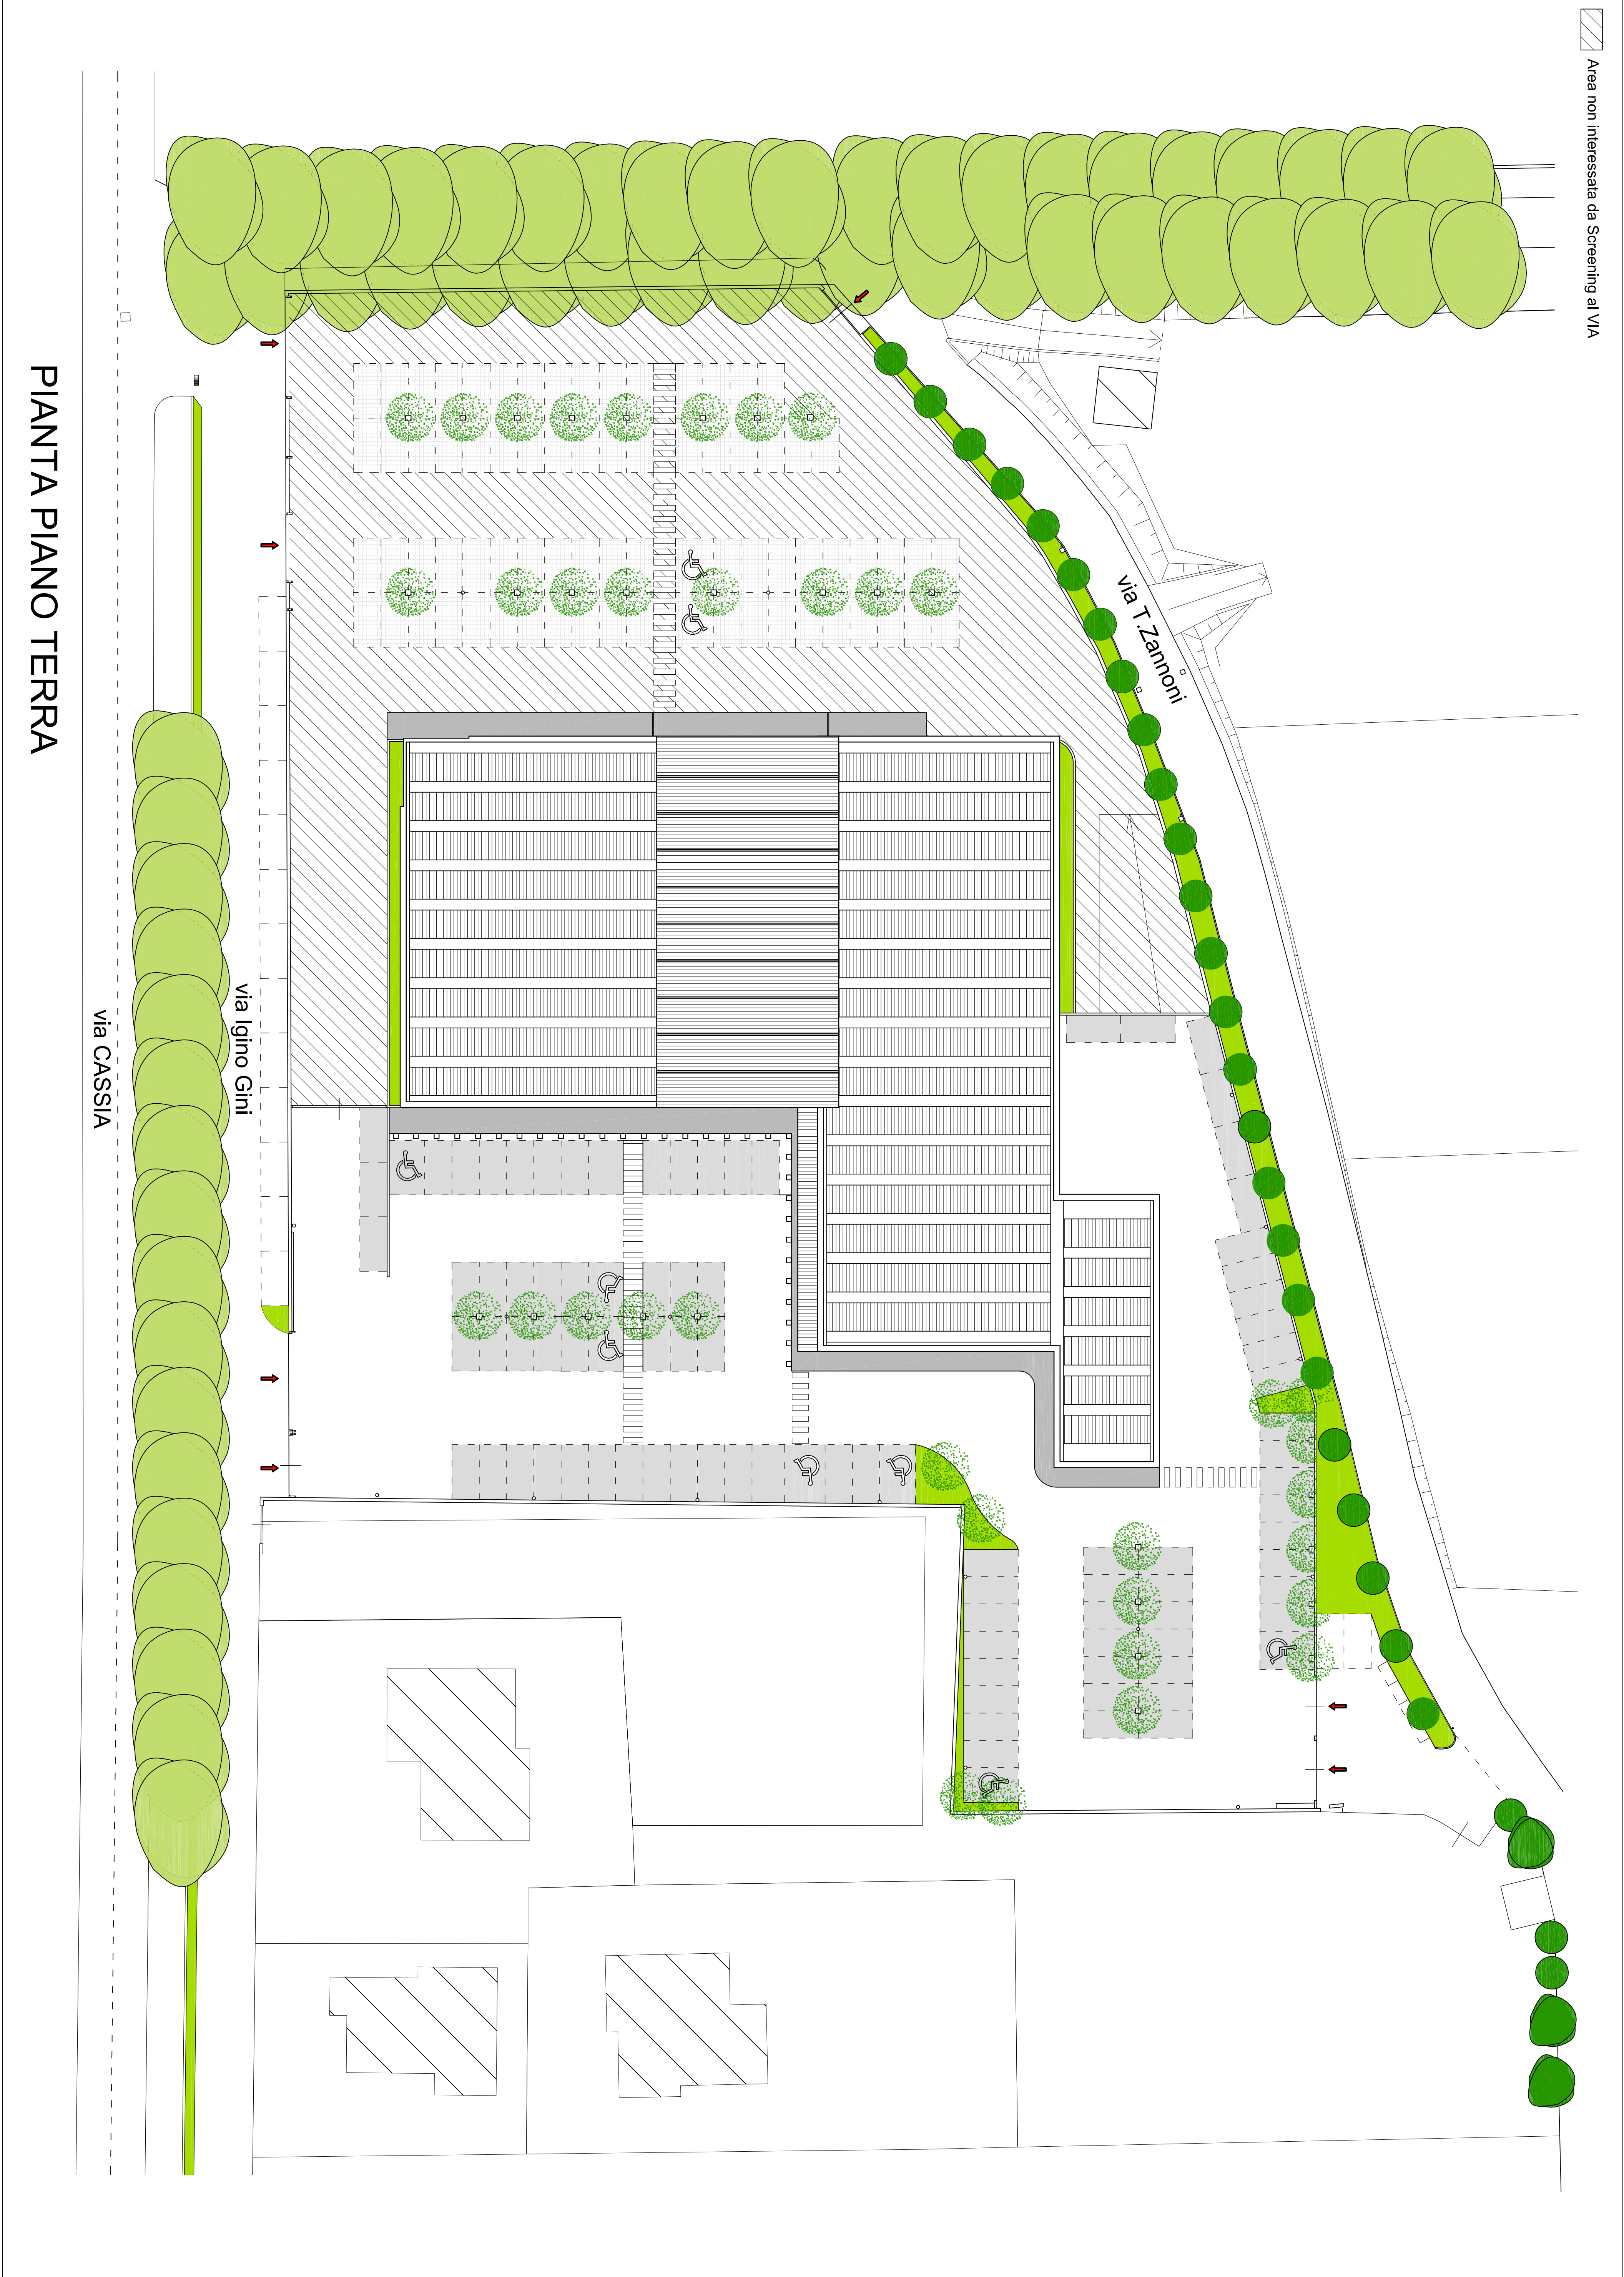 Area non interessata da Screening al VIA
via T.Zannoni
via Igino Gini
via CASSIA
PIANTA PIANO TERRA